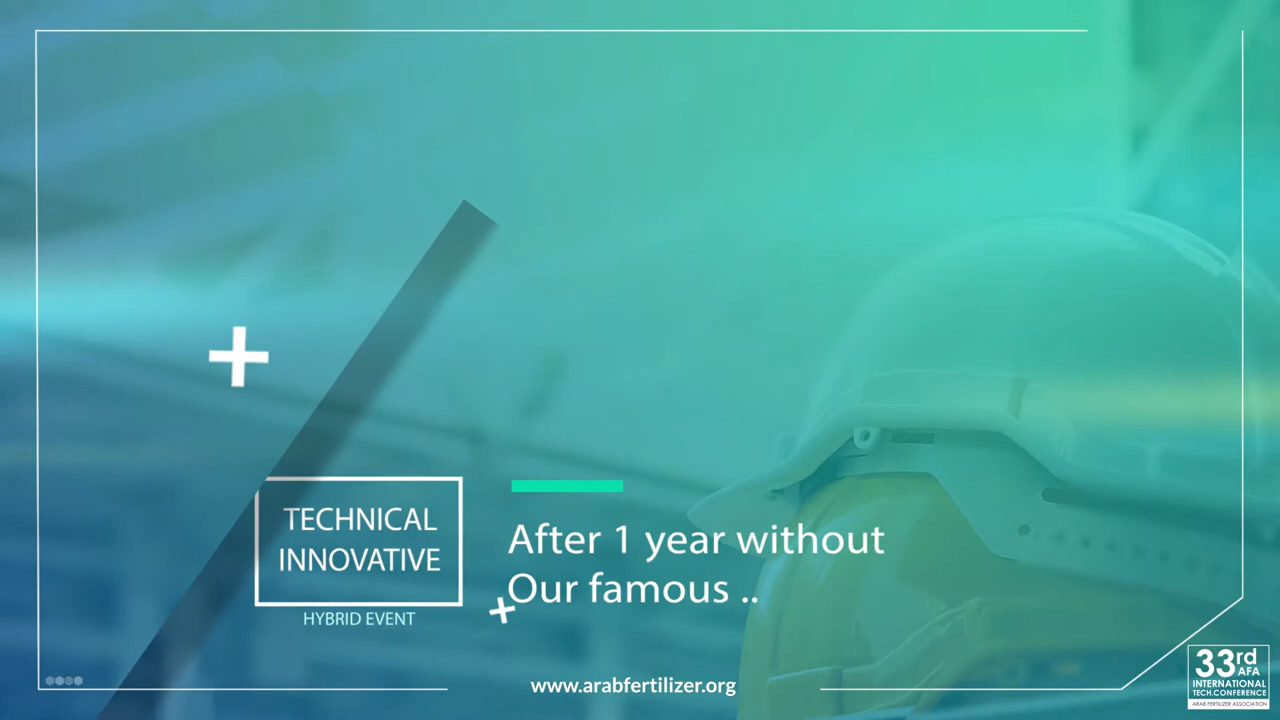 TECHNICAL
INNOVATIVE
HYBRID EVENT
After 1 year without
Our famous ..
www.arabfertilizer.org
33rd
AFA
INTERNATIONAL
TECH.CONFERENCE
ARAB FERTILIZER ASSOCIATION